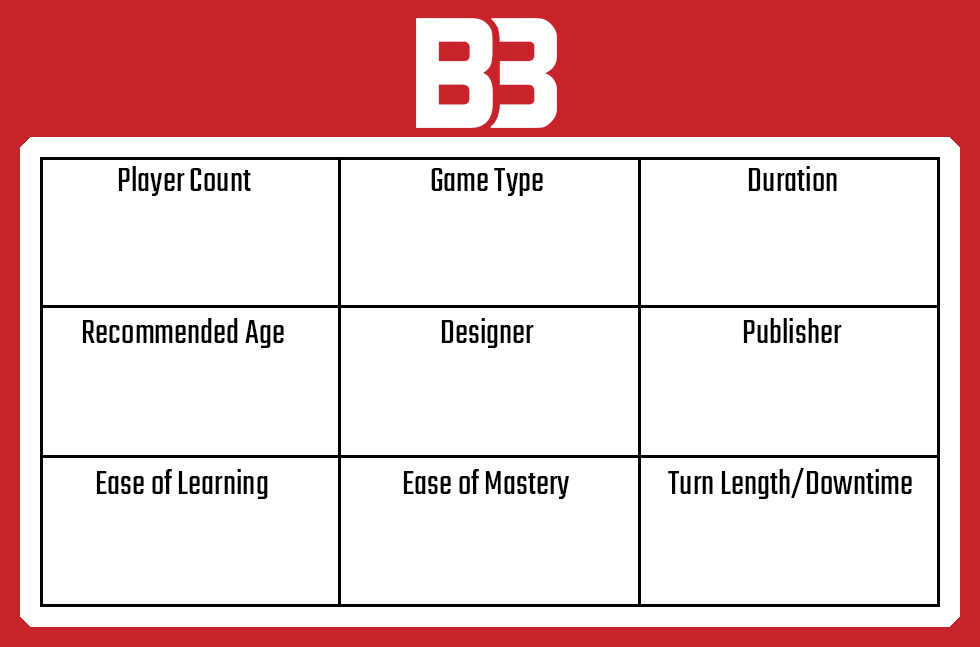 B3
Player Count
Game Type
Duration
Recommended Age
Designer
Publisher
Ease of Learning
Ease of Mastery
Turn Length/Downtime